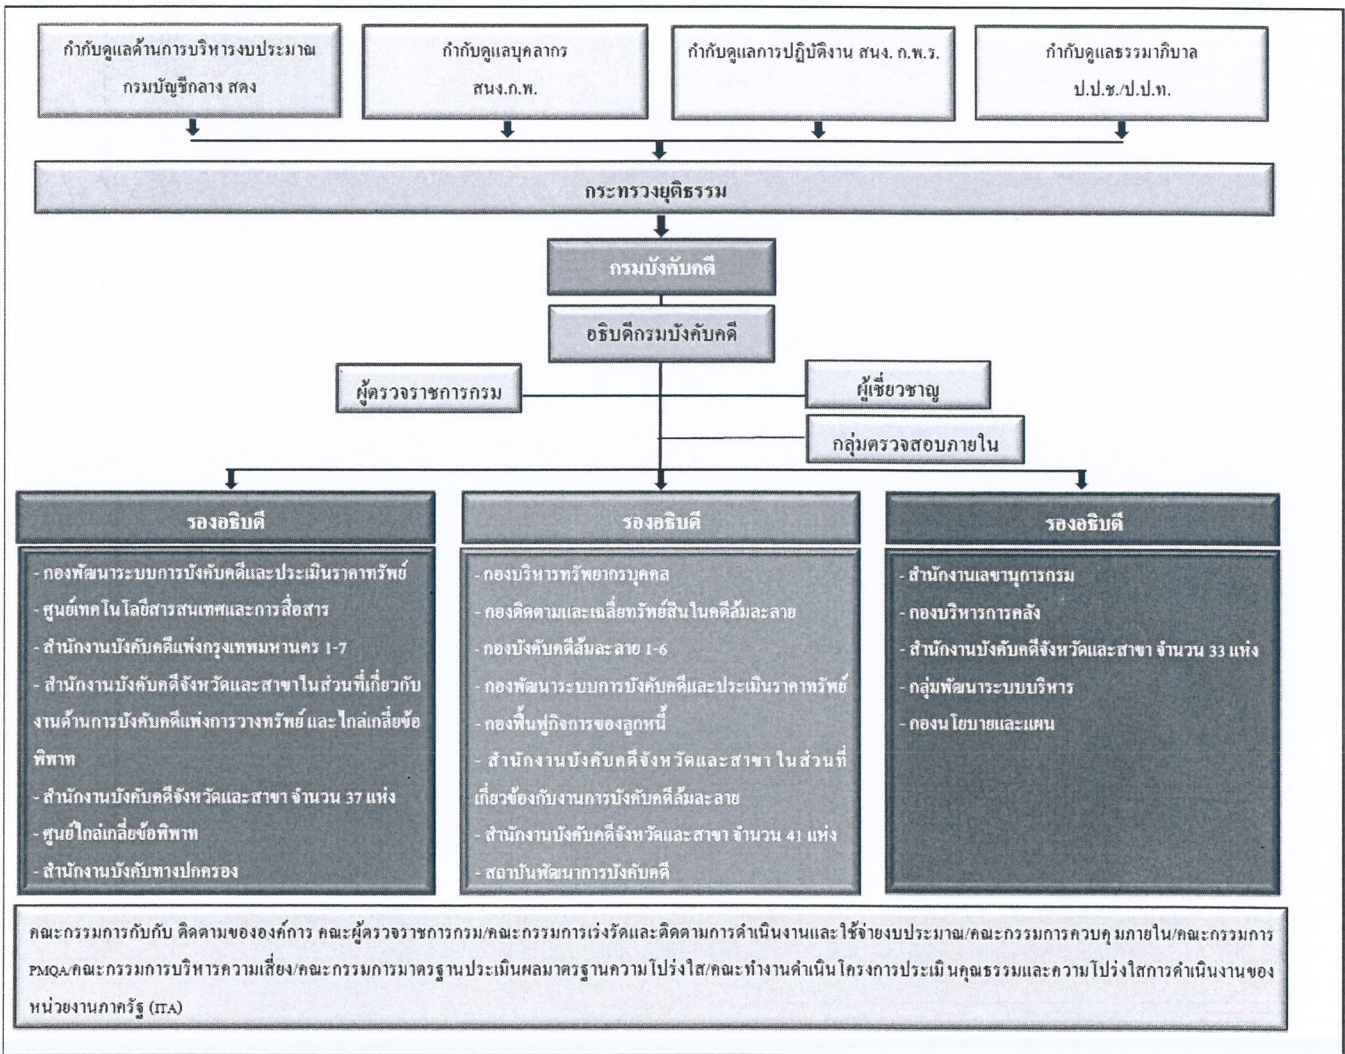 กำกับดูแลด้านการบริหารงบประมาณ
กรมบัญชีกลาง สตง
กำกับดูแลบุคลากร
สนง.ก.พ.
กำกับดูแลการปฏิบัติงาน สนง. ก.พ.ร.
กำกับดูแลธรรมาภิบาล
ป.ป.ช./ป.ป.ท.
กระทรวงยุติธรรม
กรมบังคับคดี
อธิบดีกรมบังคับคดี
ผู้ตรวจราชการกรม
ผู้เชี่ยวชาญ
กลุ่มตรวจสอบภายใน
รองอธิบดี
- กองพัฒนาระบบการบังคับคดีและประเมินราคาทรัพย์
- ศูนย์เทคโนโลยีสารสนเทศและการสื่อสาร
- สำนักงานบังคับคดีแพ่งกรุงเทพมหานคร 1-7
- สำนักงานบังคับคดีจังหวัดและสาขาในส่วนที่เกี่ยวกับ
งานด้านการบังคับคดีแพ่งการวางทรัพย์ และไกล่เกลี่ยข้อ
พิพาท
- สำนักงานบังคับคดีจังหวัดและสาขา จำนวน 37 แห่ง
- ศูนย์ไกล่เกลี่ยข้อพิพาท
- สำนักงานบังคับทางปกครอง
รองอธิบดี
- กองบริหารทรัพยากรบุคคล
- กองติดตามและเฉลี่ยทรัพย์สินในคดีล้มละลาย
- กองบังคับคดีล้มละลาย 1-6
- กองพัฒนาระบบการบังคับคดีและประเมินราคาทรัพย์
- กองฟื้นฟูกิจการของลูกหนี้
- สำนักงานบังคับคดีจังหวัดและสาขา ในส่วนที่
เกี่ยวข้องกับงานการบังคับคดีล้มละลาย
- สำนักงานบังคับคดีจังหวัดและสาขา จำนวน 41 แห่ง
- สถาบันพัฒนาการบังคับคดี
รองอธิบดี
- สำนักงานเลขานุการกรม
- กองบริหารการคลัง
- สำนักงานบังคับคดีจังหวัดและสาขา จำนวน 33 แห่ง
- กลุ่มพัฒนาระบบบริหาร
- กองนโยบายและแผน
คณะกรรมการกับกับ ติดตามขององค์การ คณะผู้ตรวจราชการกรม/คณะกรรมการเร่งรัดและติดตามการดำเนินงานและใช้จ่ายงบประมาณ/คณะกรรมการควบคุมภายใน/คณะกรรมการ
PMQA/คณะกรรมการบริหารความเสี่ยง/คณะกรรมการมาตรฐานประเมินผลมาตรฐานความโปร่งใส/คณะทำงานดำเนินโครงการประเมินคุณธรรมและความโปร่งใสการดำเนินงานของ
หน่วยงานภาครัฐ (ITA)